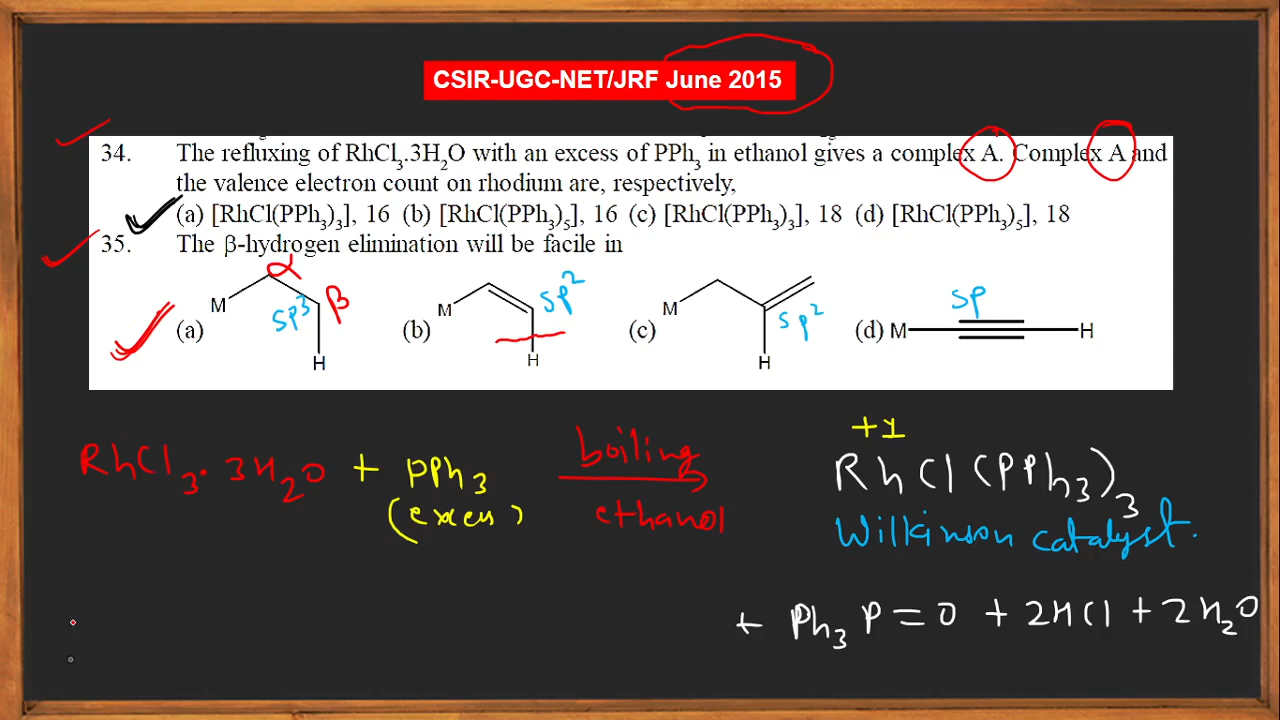 CSIR-UGC-NET/JRF June 2015
34. The refluxing of RhCl₃.3H₂O with an excess of PPh₃ in ethanol gives a complex A. Complex A and
the valence electron count on rhodium are, respectively,
(a) [RhCl(PPh₃)₃], 16 (b) [RhCl(PPh₃)₅], 16 (c) [RhCl(PPh₃)₃], 18 (d) [RhCl(PPh₃)₅], 18
35. The β-hydrogen elimination will be facile in
(a) M α sp³ β H (b) M sp² H (c) M sp² H (d) M sp H
RhCl₃.3H₂O + PPh₃ boiling
(excess) ethanol
+1
RhCl(PPh₃)₃
Wilkinson catalyst.
+ Ph₃P=O + 2HCl + 2H₂O